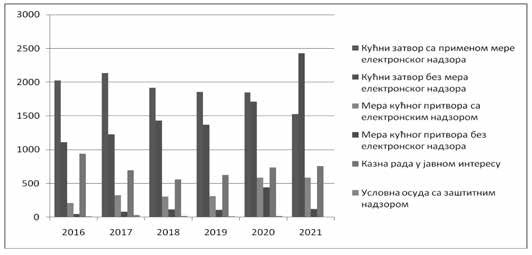 3000
2500
2000
1500
1000
500
0
2016 2017 2018 2019 2020 2021
Кућни затвор са применом мере
електронског надзора
Кућни затвор без мера
електронског надзора
Мера кућног притвора са
електронским надзором
Мера кућног притвора без
електронског надзора
Казна рада у јавном интересу
Условна осуда са заштитним
надзором